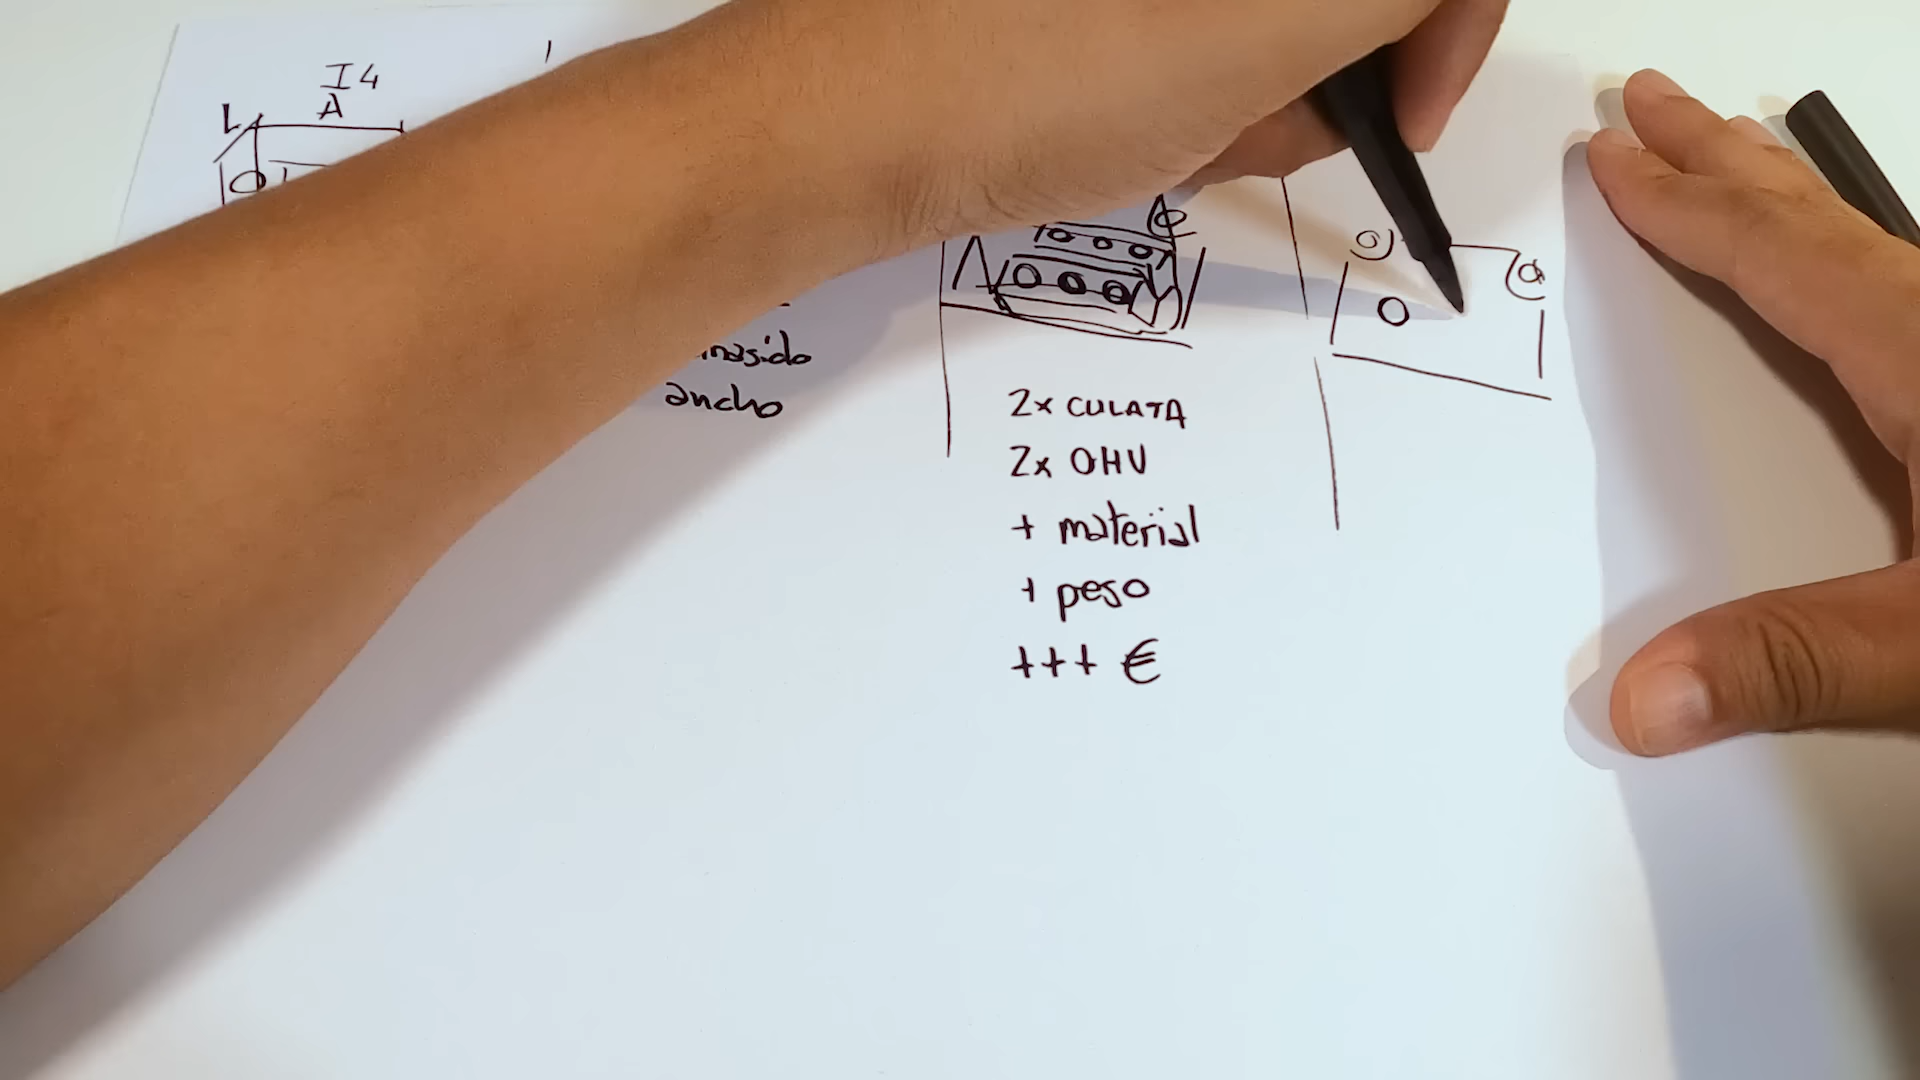 I4
A
L
ancho
2x CULATA
2x OHV
+ material
+ peso
+++ €